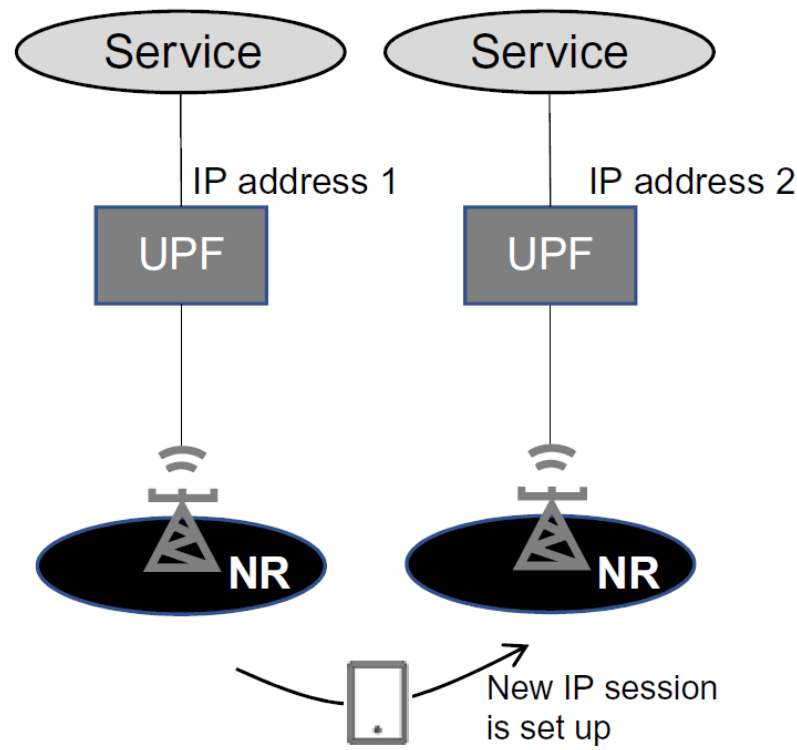 Service
Service
IP address 1
IP address 2
UPF
UPF
NR
NR
New IP session
is set up